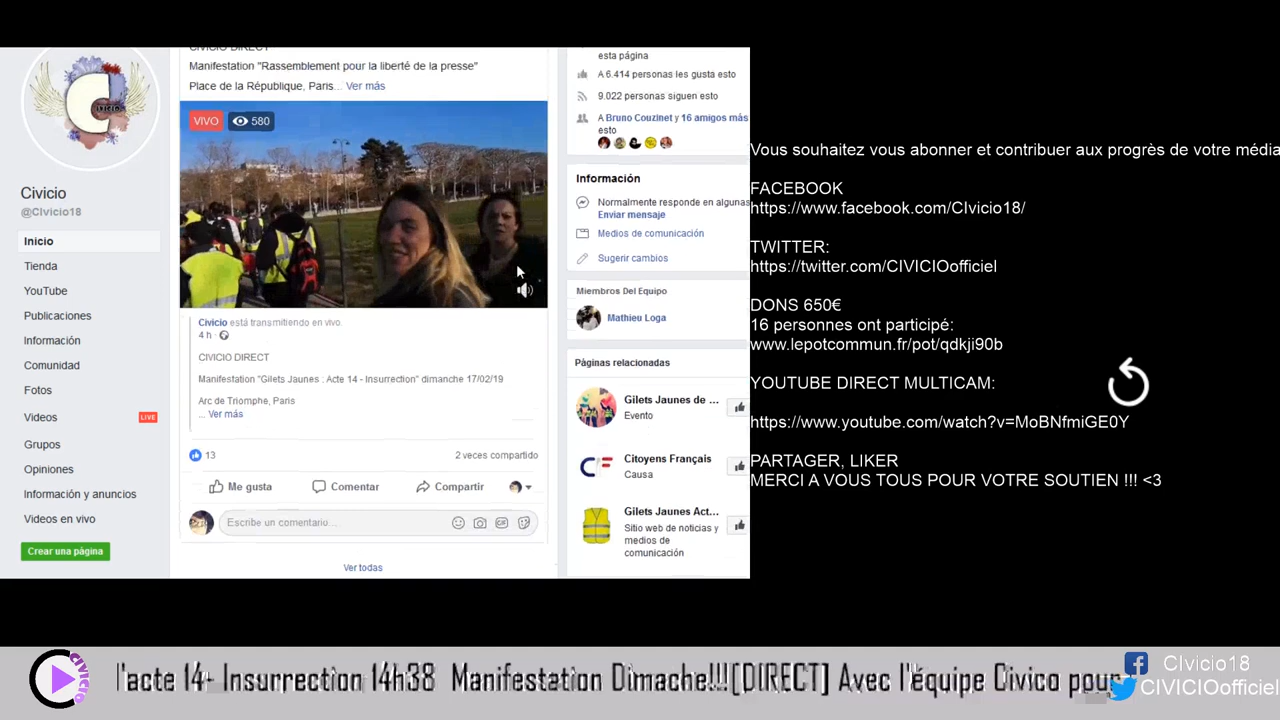 CIVICIO DIRECT
Manifestation "Rassemblement pour la liberté de la presse"
Place de la République, Paris... Ver más
VIVO 580
Civicio
@CIvicio18
Inicio
Tienda
YouTube
Publicaciones
Información
Comunidad
Fotos
Videos LIVE
Grupos
Opiniones
Información y anuncios
Videos en vivo
Crear una página
Civicio está transmitiendo en vivo.
4 h
CIVICIO DIRECT
Manifestation "Gilets Jaunes : Acte 14 - Insurrection" dimanche 17/02/19
Arc de Triomphe, Paris
... Ver más
13 2 veces compartido
Me gusta Comentar Compartir
Escribe un comentario...
Ver todas
esta página
A 6.414 personas les gusta esto
9.022 personas siguen esto
A Bruno Couzinet y 16 amigos más
esto
Información
Normalmente responde en algunas
Enviar mensaje
Medios de comunicación
Sugerir cambios
Miembros Del Equipo
Mathieu Loga
Páginas relacionadas
Gilets Jaunes de ...
Evento
Citoyens Français
Causa
Gilets Jaunes Act...
Sitio web de noticias y
medios de
comunicación
Vous souhaitez vous abonner et contribuer aux progrès de votre média
FACEBOOK
https://www.facebook.com/CIvicio18/
TWITTER:
https://twitter.com/CIVICIOofficiel
DONS 650€
16 personnes ont participé:
www.lepotcommun.fr/pot/qdkji90b
YOUTUBE DIRECT MULTICAM:
https://www.youtube.com/watch?v=MoBNfmiGE0Y
PARTAGER, LIKER
MERCI A VOUS TOUS POUR VOTRE SOUTIEN !!! <3
CIVICIO
l'acte 14- Insurrection 14h38 Manifestation Dimache!!![DIRECT] Avec l'équipe Civicio pour
CIvicio18
CIVICIOofficiel